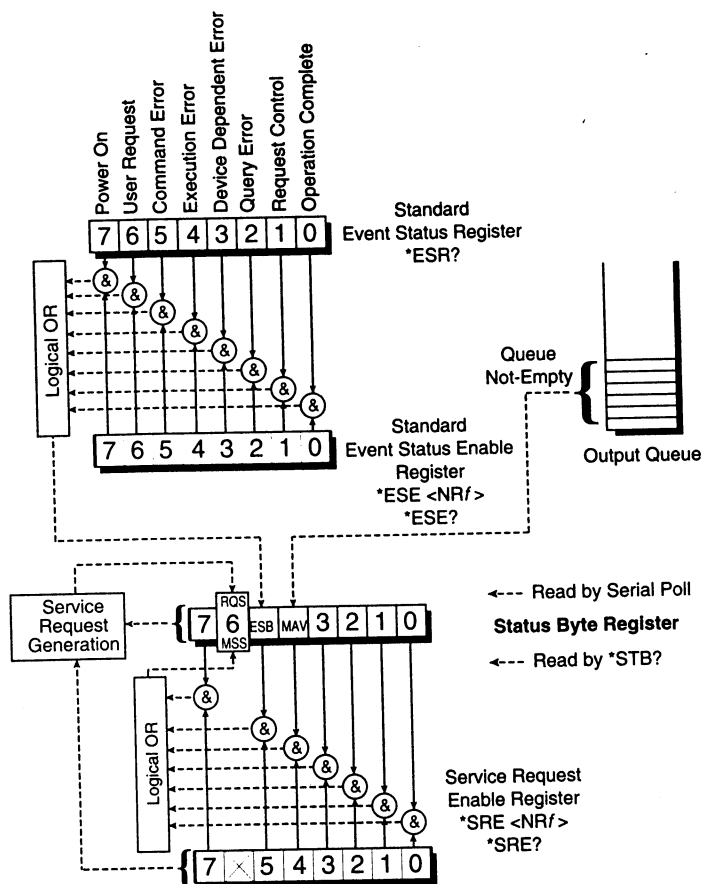 Power On
User Request
Command Error
Execution Error
Device Dependent Error
Query Error
Request Control
Operation Complete
7 6 5 4 3 2 1 0
Standard
Event Status Register
*ESR?
&
&
&
&
&
&
&
&
Logical OR
Queue
Not-Empty
Output Queue
7 6 5 4 3 2 1 0
Standard
Event Status Enable
Register
*ESE <NRf>
*ESE?
Service
Request
Generation
RQS
7 6 ESB MAV 3 2 1 0
MSS
Read by Serial Poll
Status Byte Register
Read by *STB?
&
&
&
&
&
&
&
Logical OR
Service Request
Enable Register
*SRE <NRf>
*SRE?
7 X 5 4 3 2 1 0